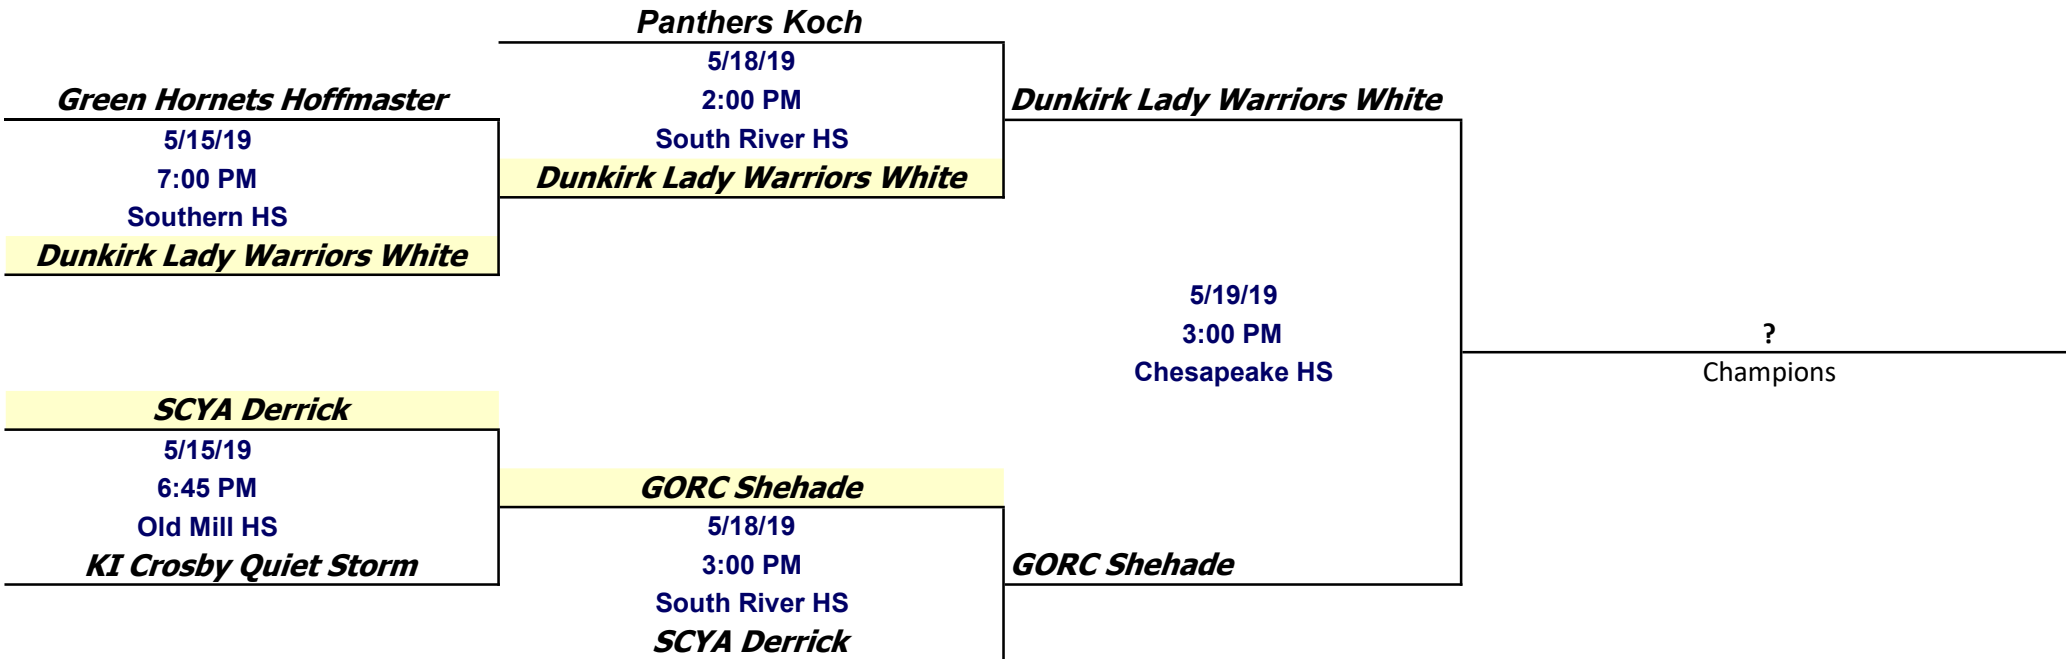 Panthers Koch
5/18/19
2:00 PM
South River HS
Dunkirk Lady Warriors White
Green Hornets Hoffmaster
5/15/19
7:00 PM
Southern HS
Dunkirk Lady Warriors White
Dunkirk Lady Warriors White
5/19/19
3:00 PM
Chesapeake HS
?
Champions
SCYA Derrick
5/15/19
6:45 PM
Old Mill HS
KI Crosby Quiet Storm
GORC Shehade
5/18/19
3:00 PM
South River HS
SCYA Derrick
GORC Shehade